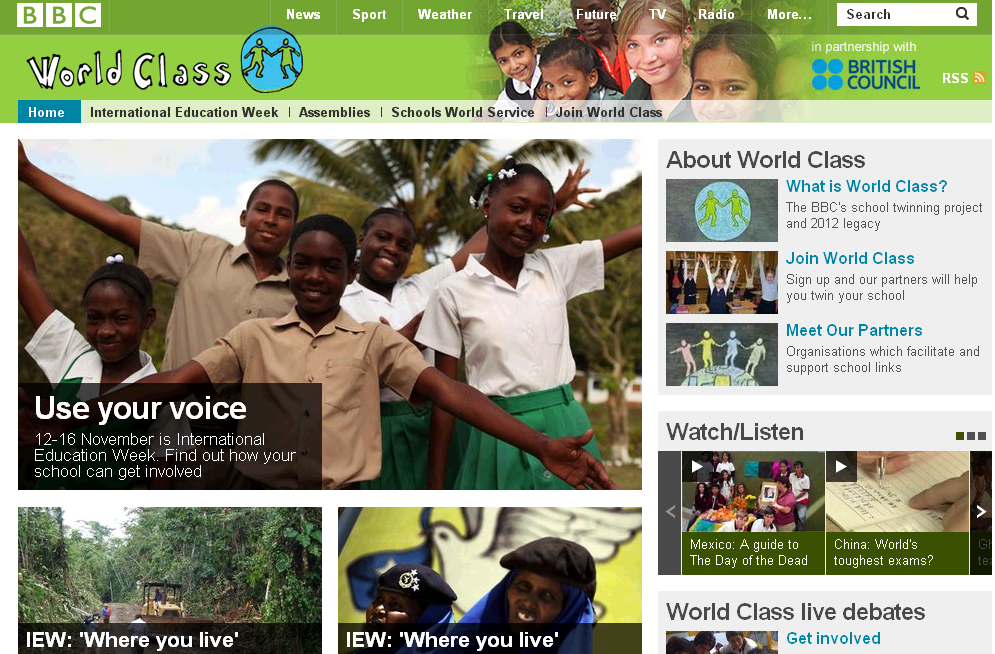 BBC
News
Sport
Weather
Travel
Future
TV
Radio
More...
Search
World Class
in partnership with
BRITISH
COUNCIL
RSS
Home
International Education Week
Assemblies
Schools World Service
Join World Class
Use your voice
12-16 November is International
Education Week. Find out how your
school can get involved
IEW: 'Where you live'
IEW: 'Where you live'
About World Class
What is World Class?
The BBC's school twinning project
and 2012 legacy
Join World Class
Sign up and our partners will help
you twin your school
Meet Our Partners
Organisations which facilitate and
support school links
Watch/Listen
Mexico: A guide to
The Day of the Dead
China: World's
toughest exams?
World Class live debates
Get involved